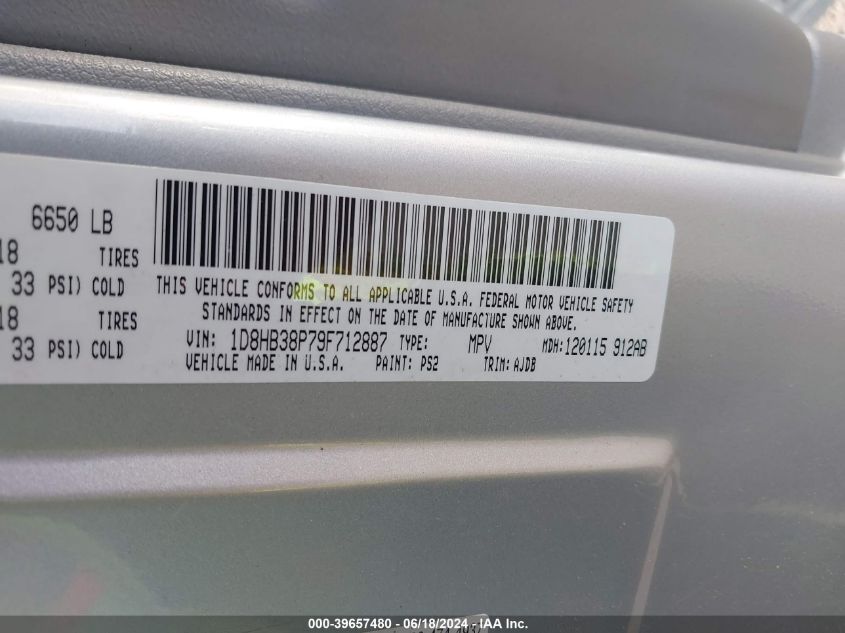 6650 LB
18 TIRES
33 PSI) COLD
18 TIRES
33 PSI) COLD
THIS VEHICLE CONFORMS TO ALL APPLICABLE U.S.A. FEDERAL MOTOR VEHICLE SAFETY
STANDARDS IN EFFECT ON THE DATE OF MANUFACTURE SHOWN ABOVE.
VIN: 1D8HB38P79F712887 TYPE: MPV MDH: 120115 912AB
VEHICLE MADE IN U.S.A. PAINT: PS2 TRIM: AJDB
000-39657480 - 06/18/2024 - IAA Inc.